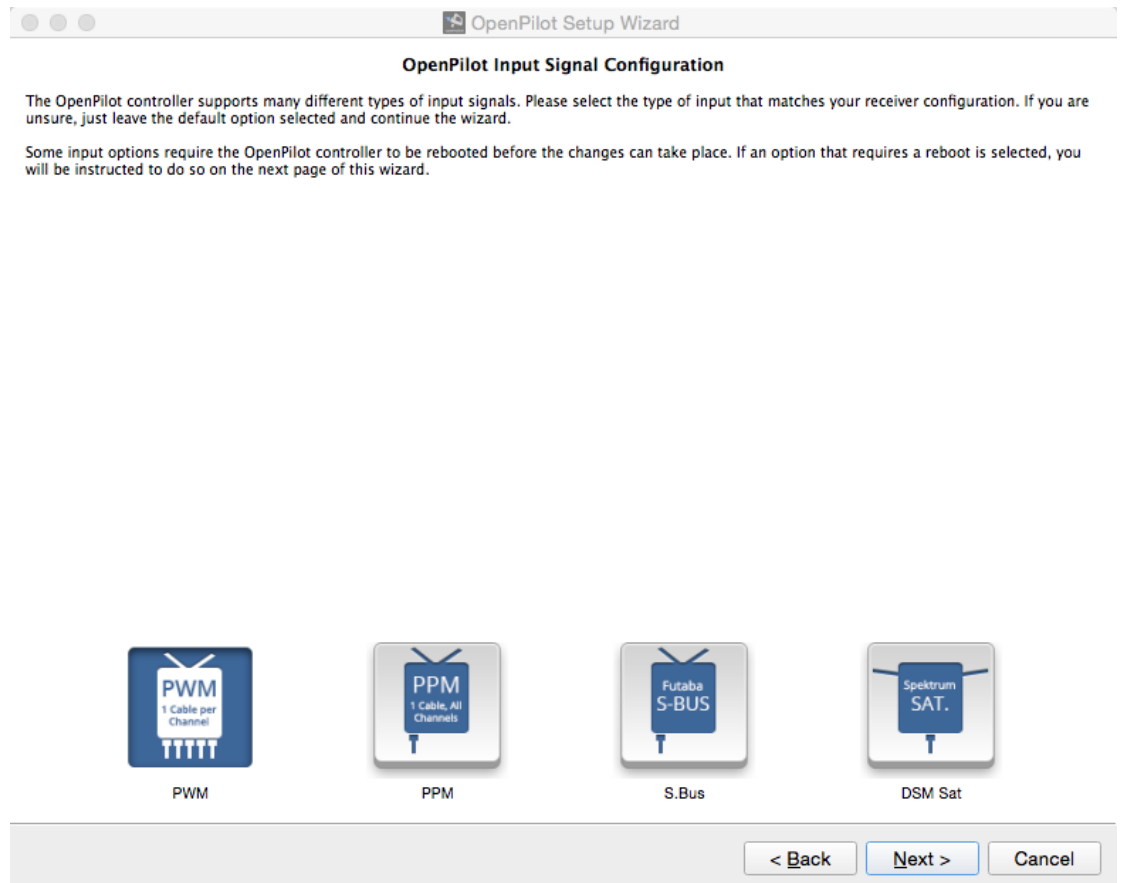 OpenPilot Setup Wizard
OpenPilot Input Signal Configuration
The OpenPilot controller supports many different types of input signals. Please select the type of input that matches your receiver configuration. If you are
unsure, just leave the default option selected and continue the wizard.
Some input options require the OpenPilot controller to be rebooted before the changes can take place. If an option that requires a reboot is selected, you
will be instructed to do so on the next page of this wizard.
PWM
1 Cable per
Channel
PPM
1 Cable, All
Channels
Futaba
S-BUS
Spektrum
SAT.
PWM
PPM
S.Bus
DSM Sat
< Back
Next >
Cancel